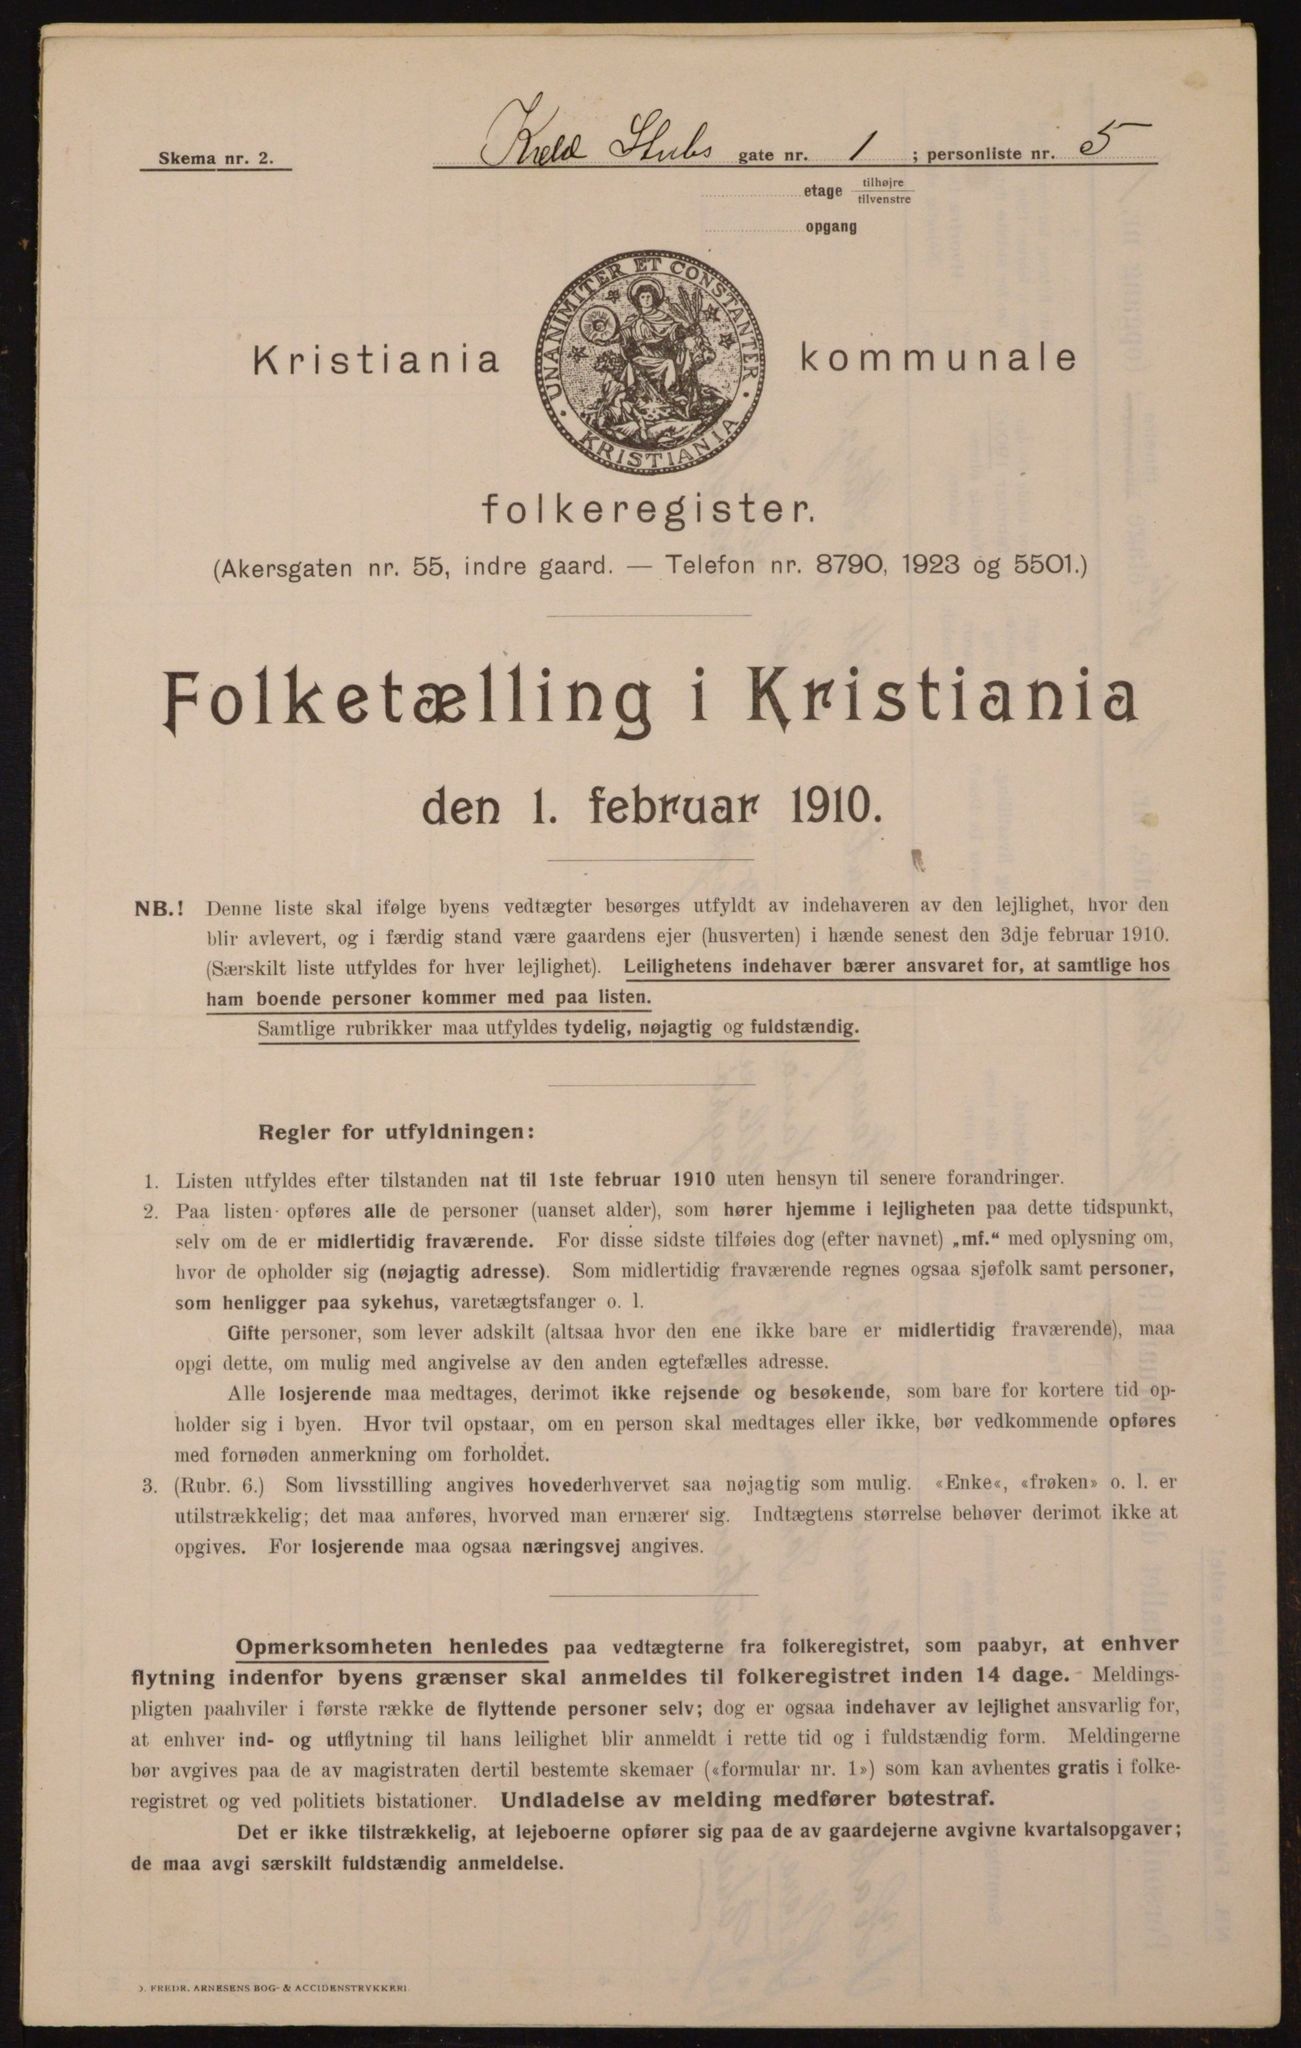 Skema nr. 2.
Kjeld Stubs gate nr. 1 ; personliste nr. 5
etage tilhøjre
tilvenstre
opgang
UNANIMITER ET CONSTANTER
KRISTIANIA
Kristiania kommunale
folkeregister.
(Akersgaten nr. 55, indre gaard. — Telefon nr. 8790, 1923 og 5501.)
Folketælling i Kristiania
den 1. februar 1910.
NB.! Denne liste skal ifølge byens vedtægter besørges utfyldt av indehaveren av den lejlighet, hvor den
blir avlevert, og i færdig stand være gaardens ejer (husverten) i hænde senest den 3dje februar 1910.
(Særskilt liste utfyldes for hver lejlighet). Leilighetens indehaver bærer ansvaret for, at samtlige hos
ham boende personer kommer med paa listen.
Samtlige rubrikker maa utfyldes tydelig, nøjagtig og fuldstændig.
Regler for utfyldningen:
1. Listen utfyldes efter tilstanden nat til 1ste februar 1910 uten hensyn til senere forandringer.
2. Paa listen opføres alle de personer (uanset alder), som hører hjemme i lejligheten paa dette tidspunkt,
selv om de er midlertidig fraværende. For disse sidste tilføies dog (efter navnet) „mf.“ med oplysning om,
hvor de opholder sig (nøjagtig adresse). Som midlertidig fraværende regnes ogsaa sjøfolk samt personer,
som henligger paa sykehus, varetægtsfanger o. l.
Gifte personer, som lever adskilt (altsaa hvor den ene ikke bare er midlertidig fraværende), maa
opgi dette, om mulig med angivelse av den anden egtefælles adresse.
Alle losjerende maa medtages, derimot ikke rejsende og besøkende, som bare for kortere tid op-
holder sig i byen. Hvor tvil opstaar, om en person skal medtages eller ikke, bør vedkommende opføres
med fornøden anmerkning om forholdet.
3. (Rubr. 6.) Som livsstilling angives hovederhvervet saa nøjagtig som mulig. «Enke«, «frøken» o. l. er
utilstrækkelig; det maa anføres, hvorved man ernærer sig. Indtægtens størrelse behøver derimot ikke at
opgives. For losjerende maa ogsaa næringsvej angives.
Opmerksomheten henledes paa vedtægterne fra folkeregistret, som paabyr, at enhver
flytning indenfor byens grænser skal anmeldes til folkeregistret inden 14 dage. Meldings-
pligten paahviler i første række de flyttende personer selv; dog er ogsaa indehaver av lejlighet ansvarlig for,
at enhver ind- og utflytning til hans leilighet blir anmeldt i rette tid og i fuldstændig form. Meldingerne
bør avgives paa de av magistraten dertil bestemte skemaer («formular nr. 1») som kan avhentes gratis i folke-
registret og ved politiets bistationer. Undladelse av melding medfører bøtestraf.
Det er ikke tilstrækkelig, at lejeboerne opfører sig paa de av gaardejerne avgivne kvartalsopgaver;
de maa avgi særskilt fuldstændig anmeldelse.
FREDR. ARNESENS BOG- & ACCIDENSTRYKKERI